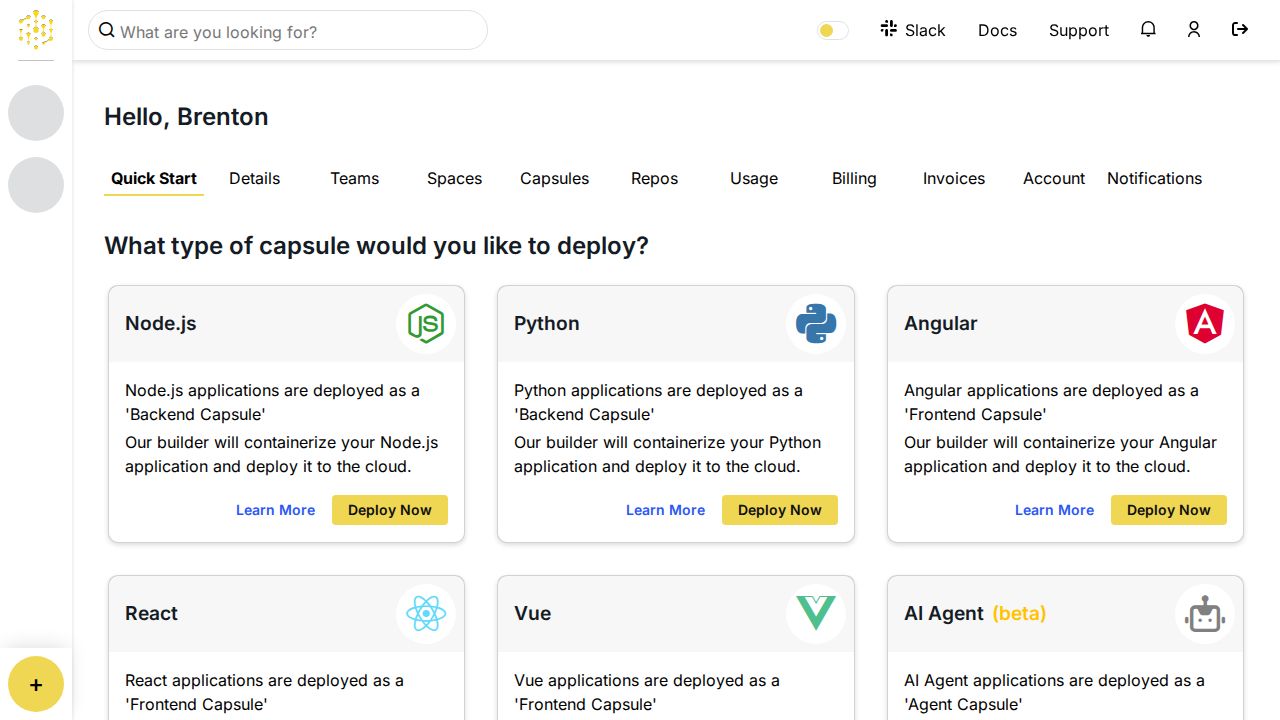 What are you looking for?
Slack
Docs
Support
Hello, Brenton
Quick Start
Details
Teams
Spaces
Capsules
Repos
Usage
Billing
Invoices
Account
Notifications
What type of capsule would you like to deploy?
Node.js
Node.js applications are deployed as a
'Backend Capsule'
Our builder will containerize your Node.js
application and deploy it to the cloud.
Learn More
Deploy Now
Python
Python applications are deployed as a
'Backend Capsule'
Our builder will containerize your Python
application and deploy it to the cloud.
Learn More
Deploy Now
Angular
Angular applications are deployed as a
'Frontend Capsule'
Our builder will containerize your Angular
application and deploy it to the cloud.
Learn More
Deploy Now
React
React applications are deployed as a
'Frontend Capsule'
Vue
Vue applications are deployed as a
'Frontend Capsule'
AI Agent (beta)
AI Agent applications are deployed as a
'Agent Capsule'
+